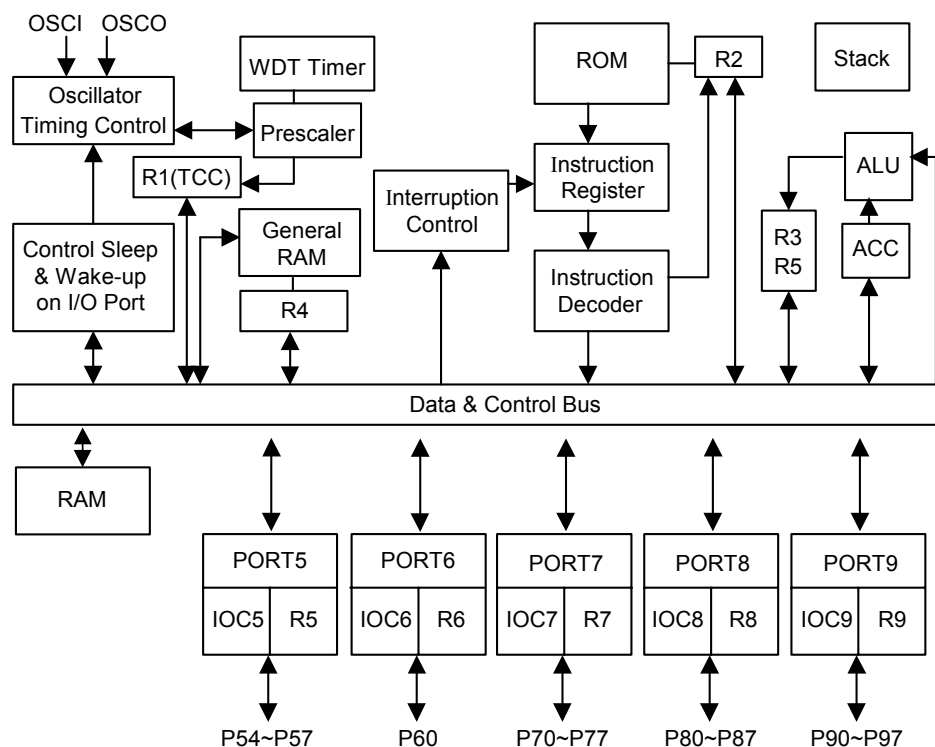 OSCI OSCO
WDT Timer
ROM
R2
Stack
Oscillator
Timing Control
Prescaler
R1(TCC)
Interruption
Control
Instruction
Register
ALU
Control Sleep
& Wake-up
on I/O Port
General
RAM
R4
Instruction
Decoder
R3
R5
ACC
Data & Control Bus
RAM
PORT5
PORT6
PORT7
PORT8
PORT9
IOC5 R5
IOC6 R6
IOC7 R7
IOC8 R8
IOC9 R9
P54~P57
P60
P70~P77
P80~P87
P90~P97